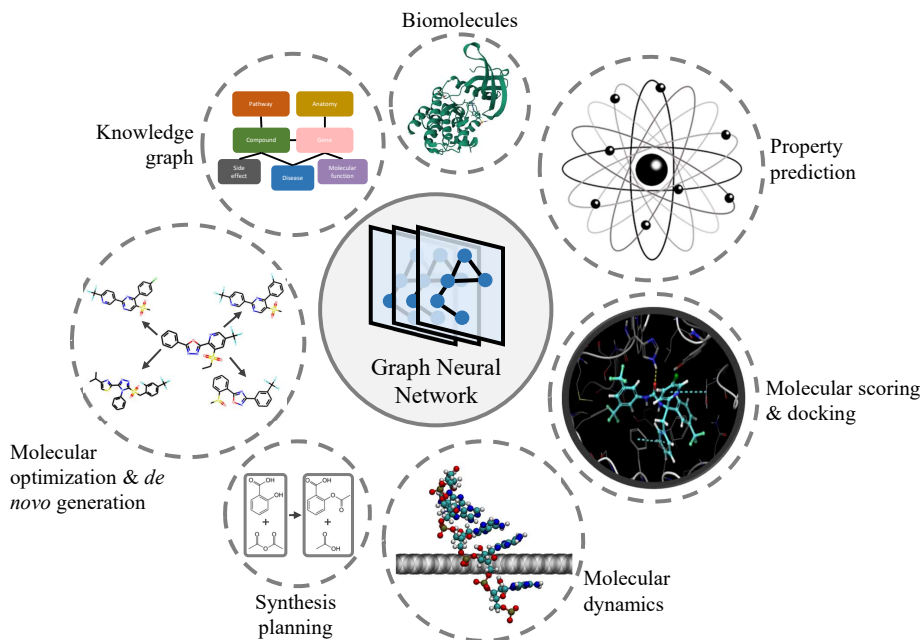 Biomolecules
Pathway
Anatomy
Compound
Gene
Side
effect
Disease
Molecular
function
Knowledge
graph
Property
prediction
Graph Neural
Network
Molecular scoring
& docking
Molecular
optimization & de
novo generation
O
OH
OH
+
O
O
O
O
OH
O
O
+
O
OH
Synthesis
planning
Molecular
dynamics